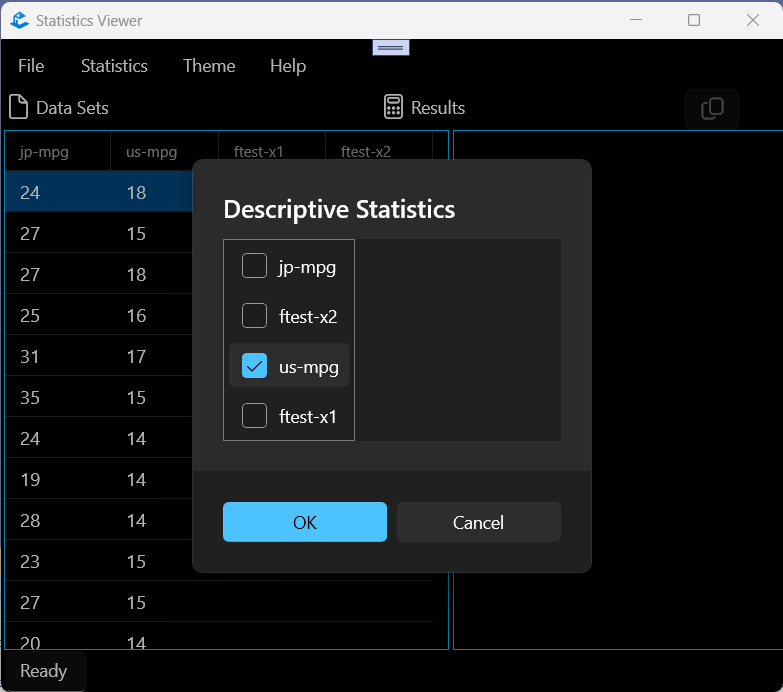 Statistics Viewer
File Statistics Theme Help
Data Sets Results
jp-mpg us-mpg ftest-x1 ftest-x2
24 18
27 15
27 18
25 16
31 17
35 15
24 14
19 14
28 14
23 15
27 15
20 14
Descriptive Statistics
jp-mpg
ftest-x2
us-mpg
ftest-x1
OK Cancel
Ready